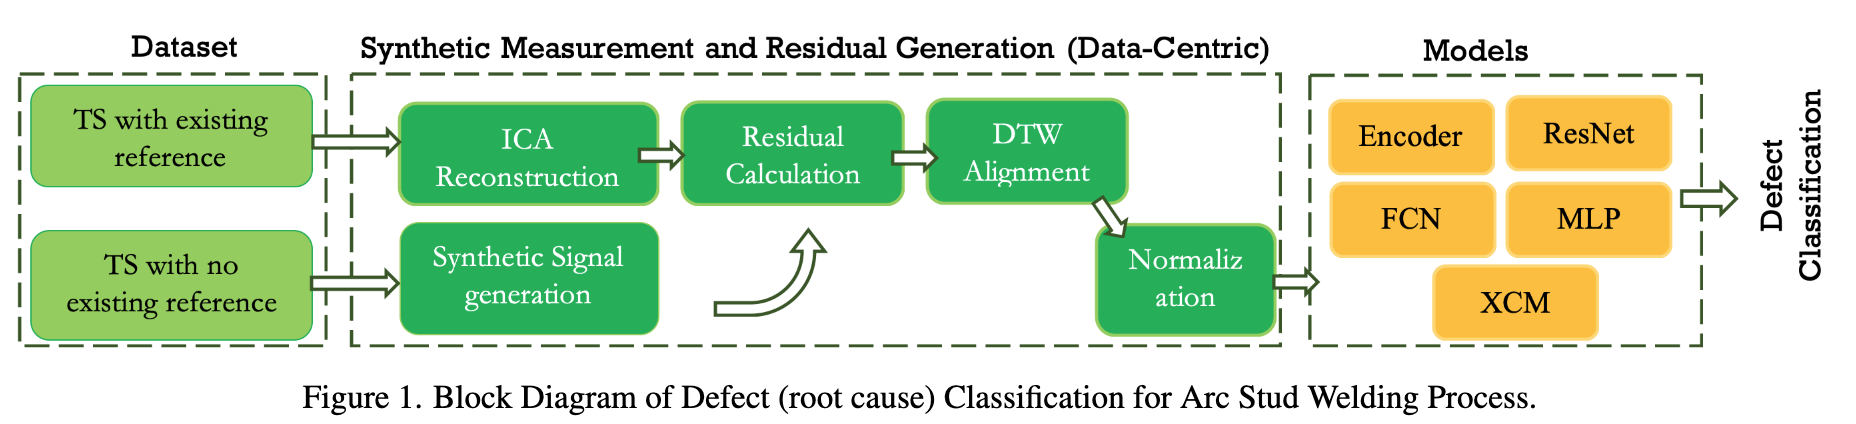 Dataset
Synthetic Measurement and Residual Generation (Data-Centric)
Models
TS with existing
reference
TS with no
existing reference
ICA
Reconstruction
Residual
Calculation
DTW
Alignment
Synthetic Signal
generation
Normaliz
ation
Encoder
ResNet
FCN
MLP
XCM
Defect
Classification
Figure 1. Block Diagram of Defect (root cause) Classification for Arc Stud Welding Process.